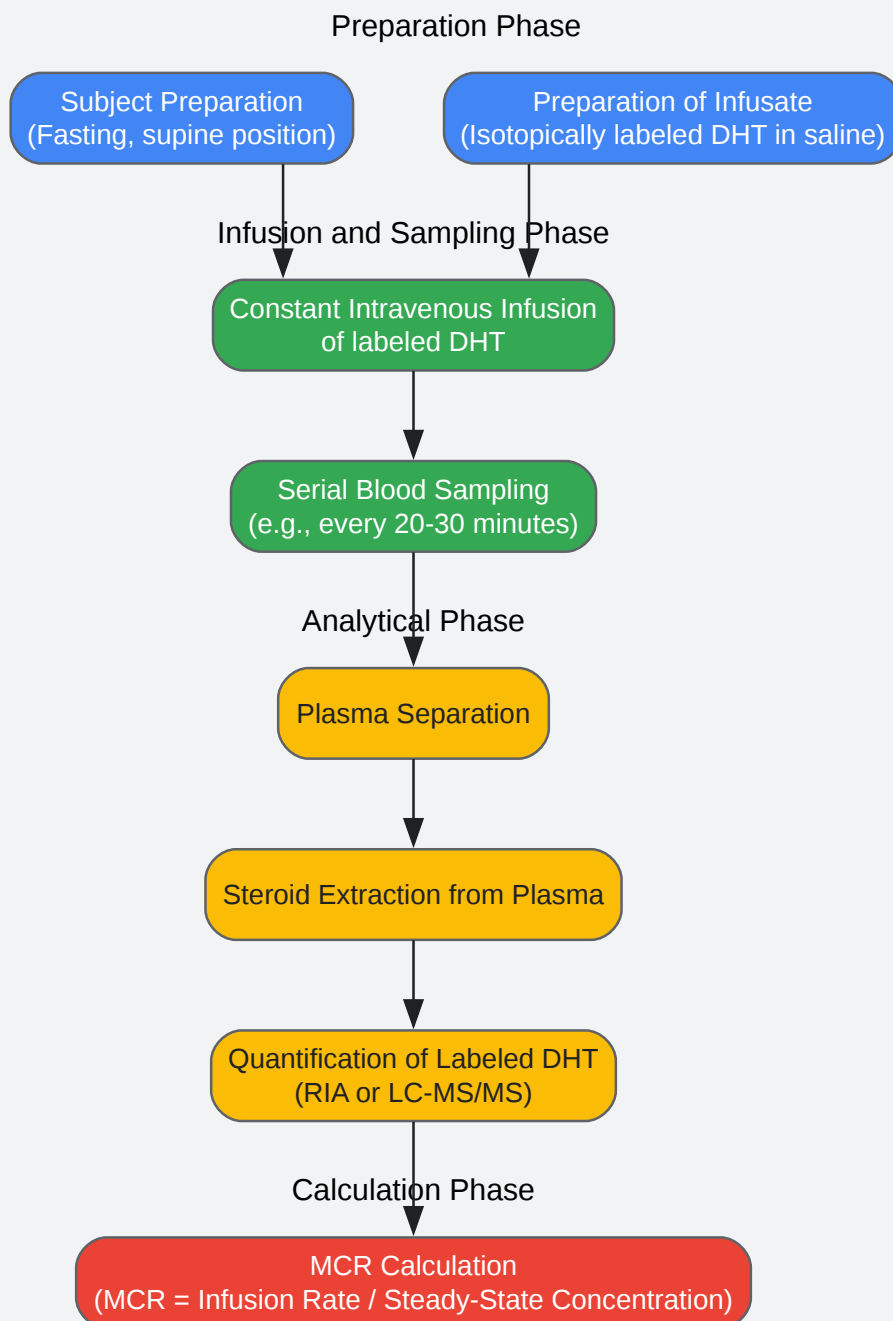 Preparation Phase
Subject Preparation
(Fasting, supine position)
Preparation of Infusate
(Isotopically labeled DHT in saline)
Infusion and Sampling Phase
Constant Intravenous Infusion
of labeled DHT
Serial Blood Sampling
(e.g., every 20-30 minutes)
Analytical Phase
Plasma Separation
Steroid Extraction from Plasma
Quantification of Labeled DHT
(RIA or LC-MS/MS)
Calculation Phase
MCR Calculation
(MCR = Infusion Rate / Steady-State Concentration)